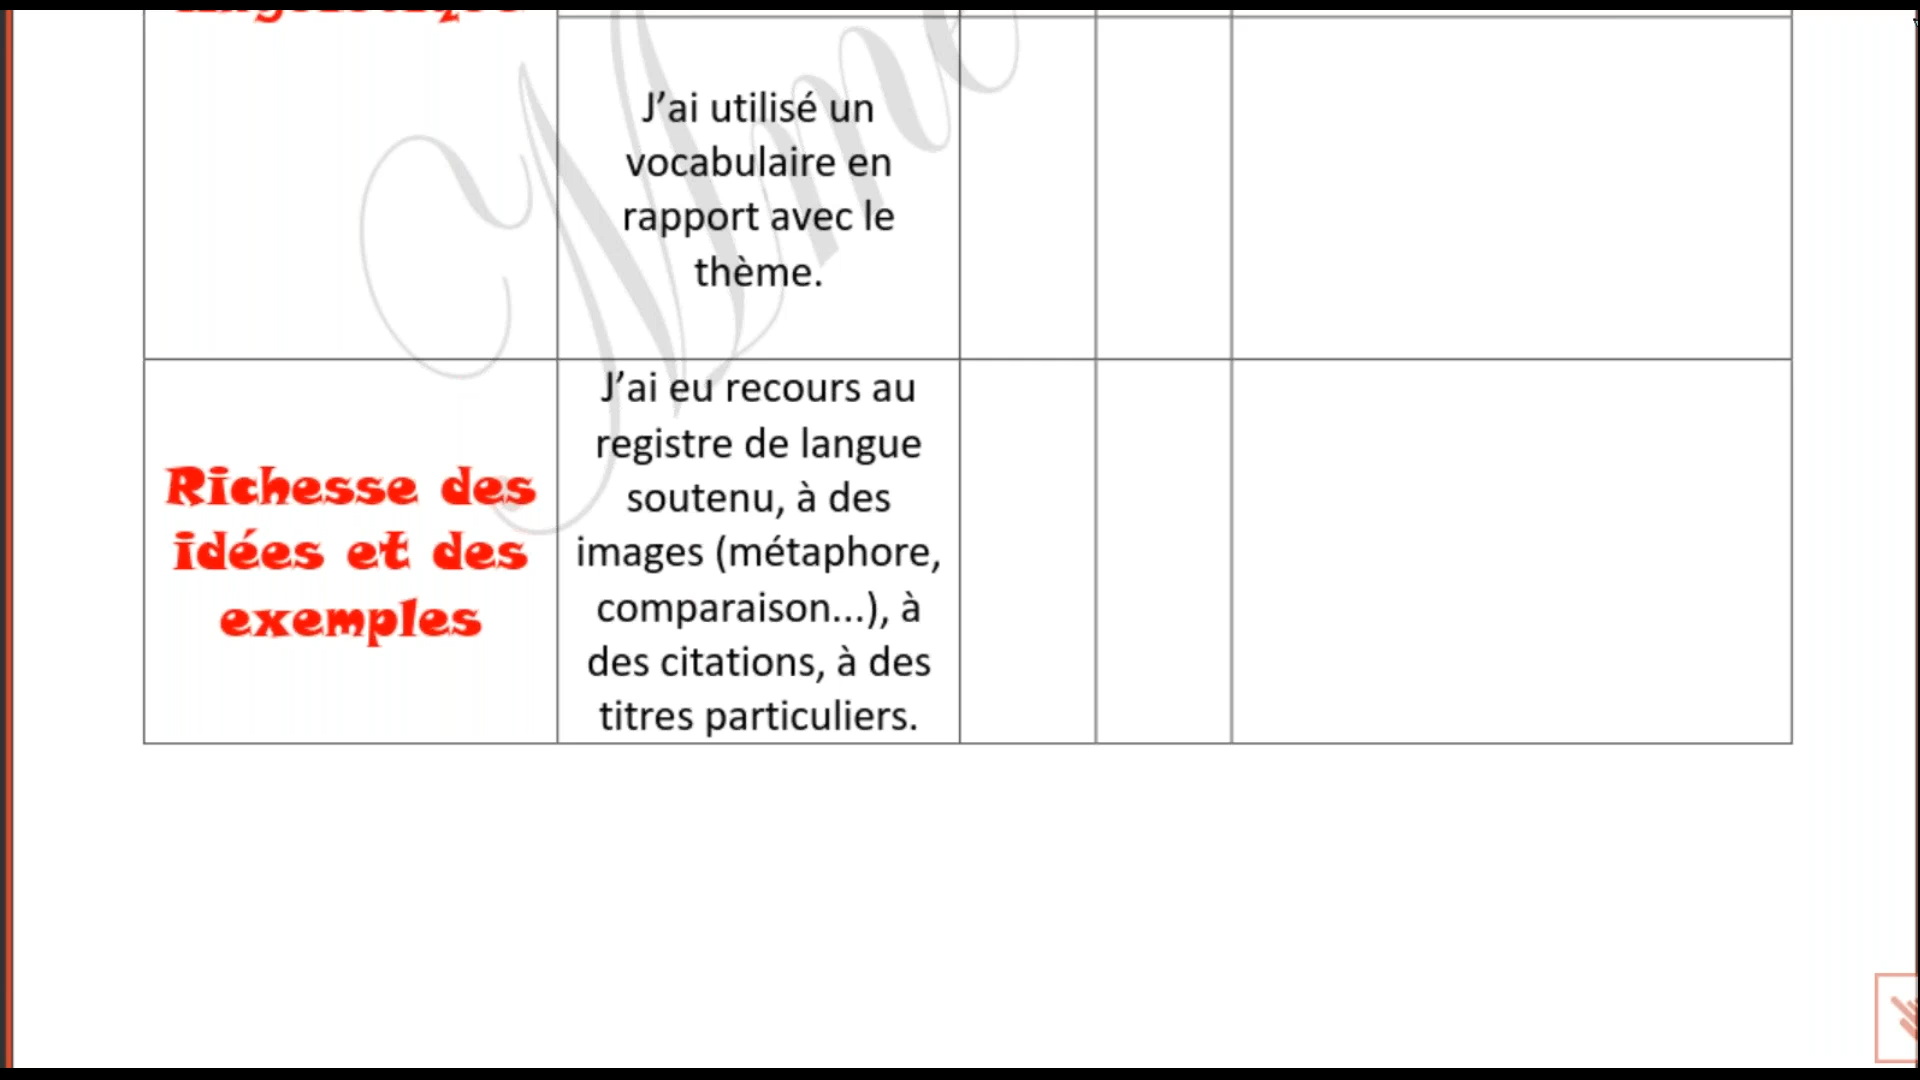 J’ai utilisé un
vocabulaire en
rapport avec le
thème.
Richesse des
idées et des
exemples
J’ai eu recours au
registre de langue
soutenu, à des
images (métaphore,
comparaison...), à
des citations, à des
titres particuliers.
Mme